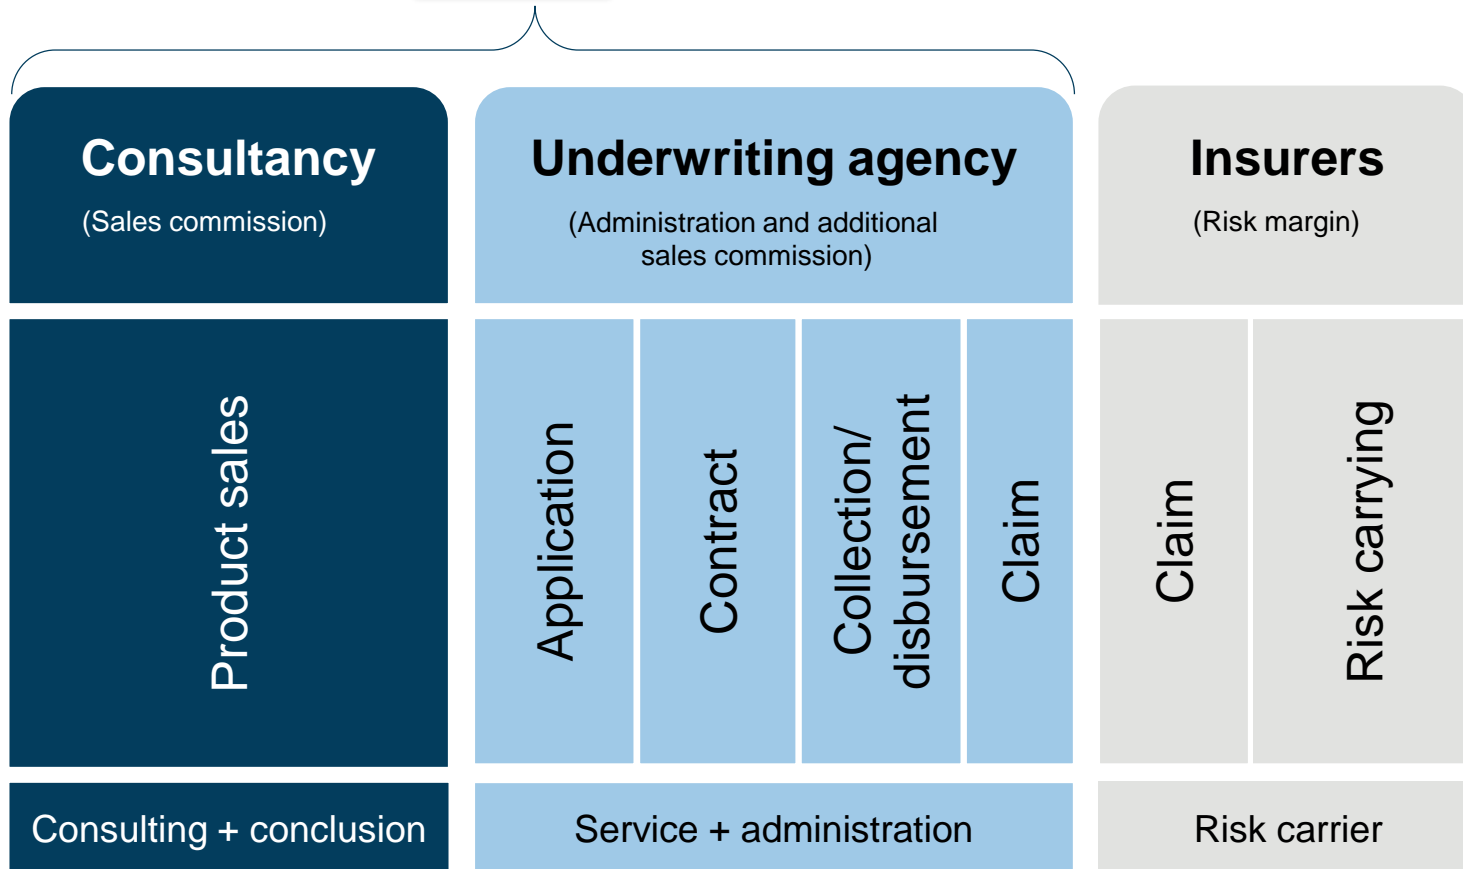 Consultancy
(Sales commission)
Underwriting agency
(Administration and additional
sales commission)
Insurers
(Risk margin)
Product sales
Application
Contract
Collection/
disbursement
Claim
Claim
Risk carrying
Consulting + conclusion
Service + administration
Risk carrier